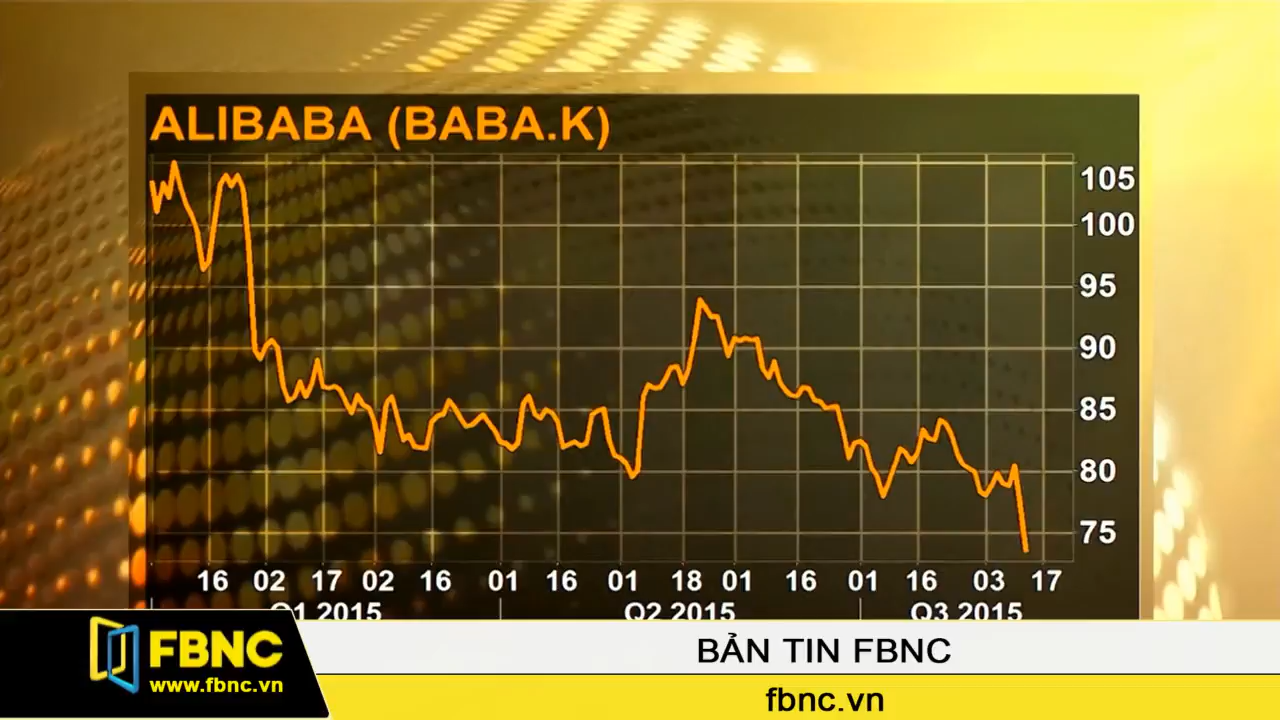 ALIBABA (BABA.K)
105
100
95
90
85
80
75
16 02 17 02 16 01 16 01 18 01 16 01 16 03 17
Q1 2015 Q2 2015 Q3 2015
FBNC
www.fbnc.vn
BẢN TIN FBNC
fbnc.vn